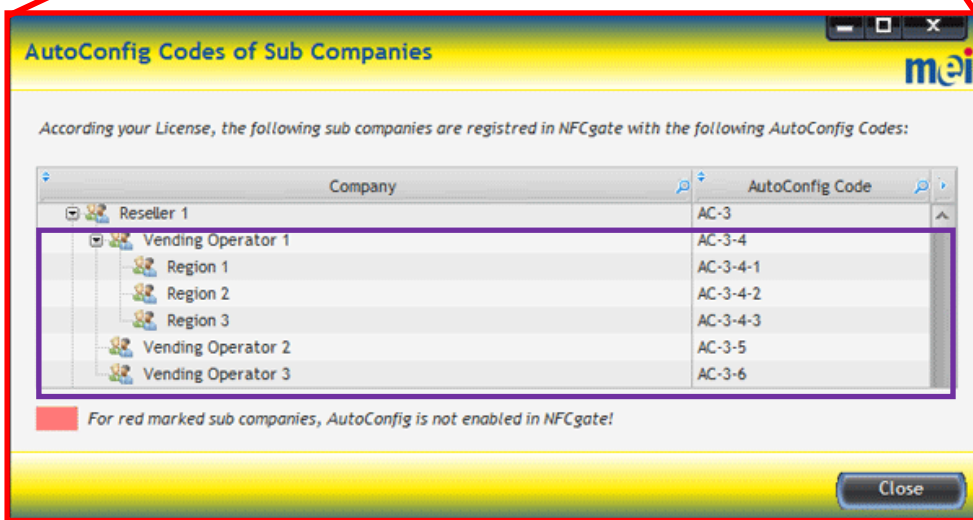 AutoConfig Codes of Sub Companies
mei
According your License, the following sub companies are registred in NFCgate with the following AutoConfig Codes:
Company AutoConfig Code
Reseller 1 AC-3
Vending Operator 1 AC-3-4
Region 1 AC-3-4-1
Region 2 AC-3-4-2
Region 3 AC-3-4-3
Vending Operator 2 AC-3-5
Vending Operator 3 AC-3-6
For red marked sub companies, AutoConfig is not enabled in NFCgate!
Close